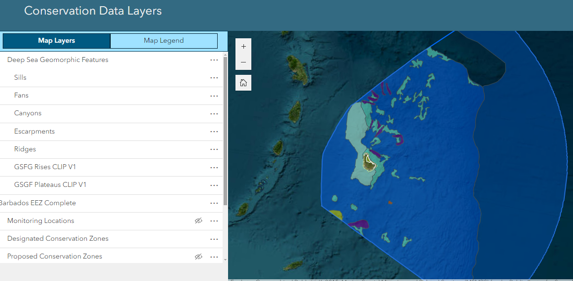 Conservation Data Layers
Map Layers
Map Legend
Deep Sea Geomorphic Features
Sills
Fans
Canyons
Escarpments
Ridges
GSFG Rises CLIP V1
GSGF Plateaus CLIP V1
Barbados EEZ Complete
Monitoring Locations
Designated Conservation Zones
Proposed Conservation Zones